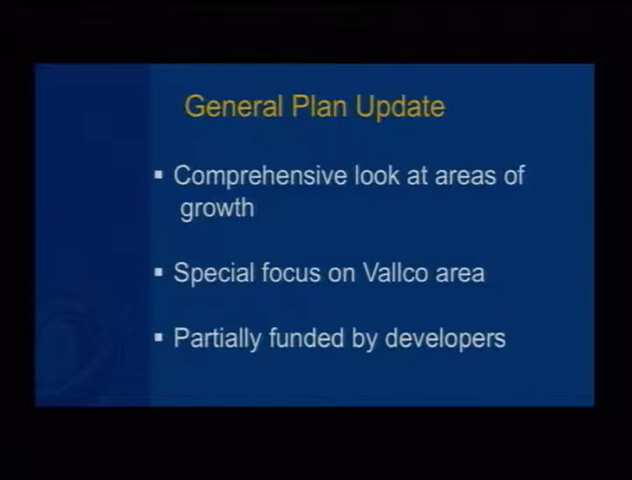 General Plan Update
▪ Comprehensive look at areas of
growth
▪ Special focus on Vallco area
▪ Partially funded by developers